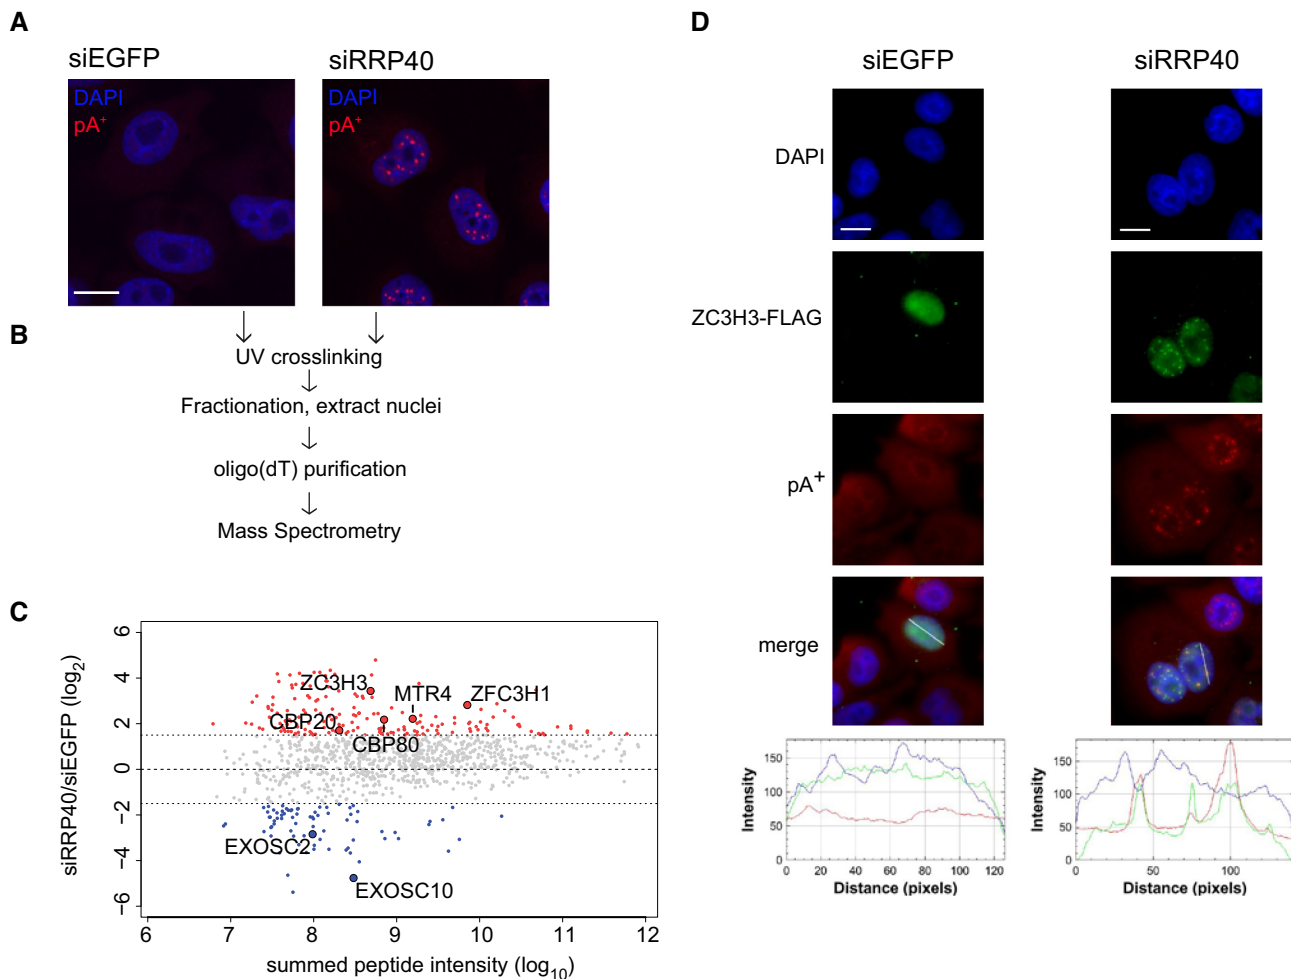 A
siEGFP
siRRP40
DAPI
pA+
DAPI
pA+
B
UV crosslinking
Fractionation, extract nuclei
oligo(dT) purification
Mass Spectrometry
C
siRRP40/siEGFP (log2)
6
4
2
0
−2
−4
−6
ZC3H3
MTR4
ZFC3H1
CBP20
CBP80
EXOSC2
EXOSC10
6
7
8
9
10
11
12
summed peptide intensity (log10)
D
siEGFP
siRRP40
DAPI
ZC3H3-FLAG
pA+
merge
Intensity
150
100
50
0
0
20
40
60
80
100
120
Distance (pixels)
Intensity
150
100
50
0
0
50
100
Distance (pixels)